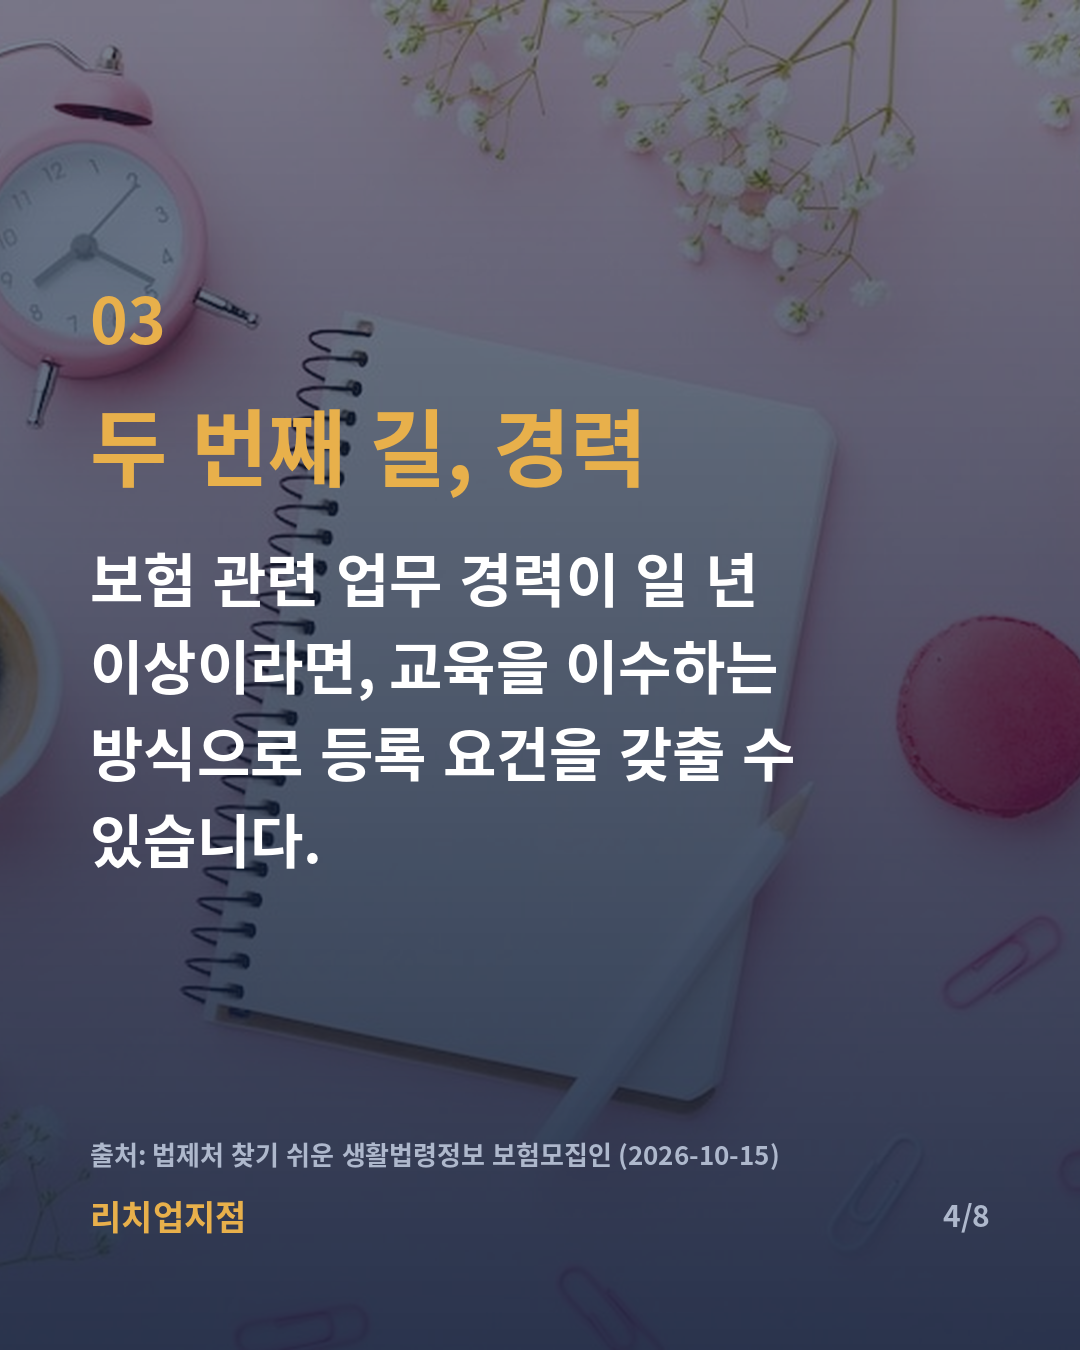 03
두 번째 길, 경력
보험 관련 업무 경력이 일 년
이상이라면, 교육을 이수하는
방식으로 등록 요건을 갖출 수
있습니다.
출처: 법제처 찾기 쉬운 생활법령정보 보험모집인 (2026-10-15)
리치업지점
4/8